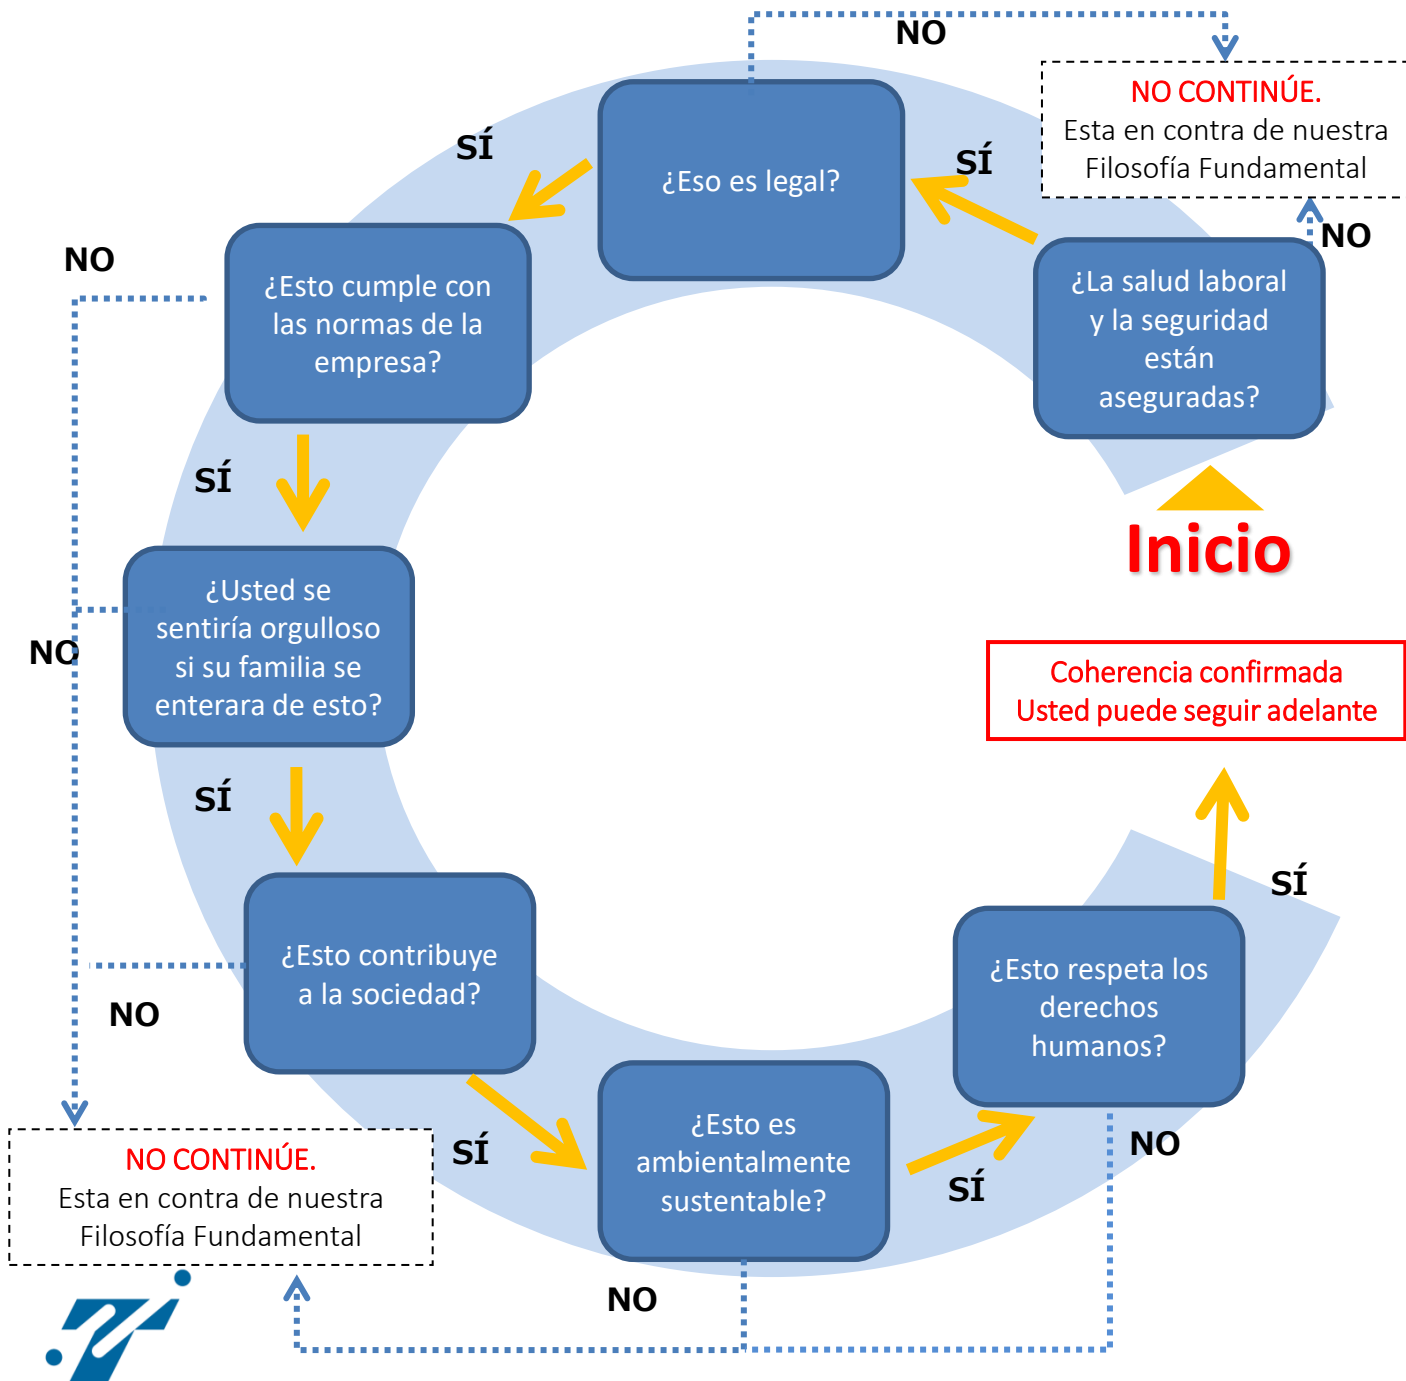 NO
NO CONTINÚE.
Esta en contra de nuestra
Filosofía Fundamental
SÍ
¿Eso es legal?
SÍ
NO
¿La salud laboral
y la seguridad
están
aseguradas?
NO
¿Esto cumple con
las normas de la
empresa?
SÍ
Inicio
¿Usted se
sentiría orgulloso
si su familia se
enterara de esto?
NO
Coherencia confirmada
Usted puede seguir adelante
SÍ
SÍ
¿Esto contribuye
a la sociedad?
NO
¿Esto respeta los
derechos
humanos?
SÍ
¿Esto es
ambientalmente
sustentable?
SÍ
NO
NO CONTINÚE.
Esta en contra de nuestra
Filosofía Fundamental
NO